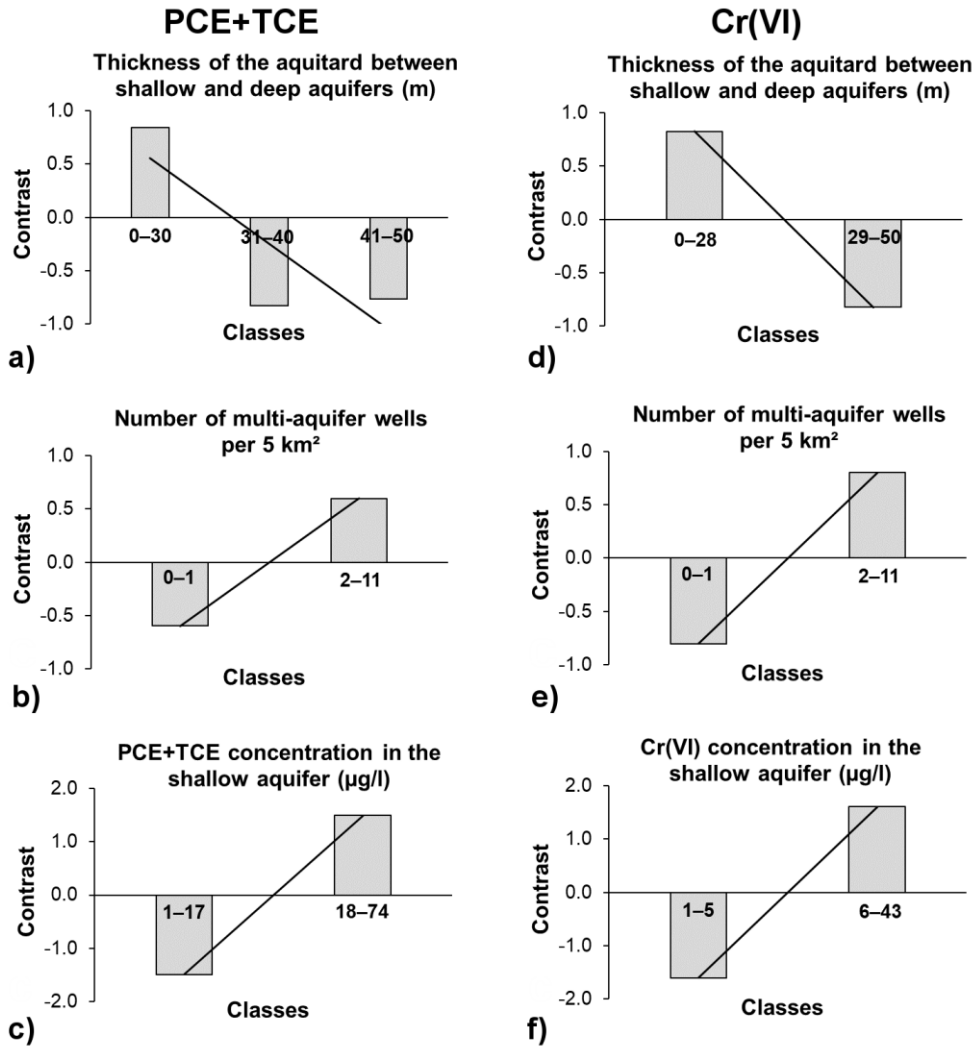 PCE+TCE
Thickness of the aquitard between
shallow and deep aquifers (m)
1.0
0.5
0.0
-0.5
-1.0
Contrast
0–30
31–40
41–50
Classes
a)
Number of multi-aquifer wells
per 5 km²
1.0
0.5
0.0
-0.5
-1.0
Contrast
0–1
2–11
Classes
b)
PCE+TCE concentration in the
shallow aquifer (µg/l)
2.0
1.0
0.0
-1.0
-2.0
Contrast
1–17
18–74
Classes
c)
Cr(VI)
Thickness of the aquitard between
shallow and deep aquifers (m)
1.0
0.5
0.0
-0.5
-1.0
Contrast
0–28
29–50
Classes
d)
Number of multi-aquifer wells
per 5 km²
1.0
0.5
0.0
-0.5
-1.0
Contrast
0–1
2–11
Classes
e)
Cr(VI) concentration in the
shallow aquifer (µg/l)
2.0
1.0
0.0
-1.0
-2.0
Contrast
1–5
6–43
Classes
f)